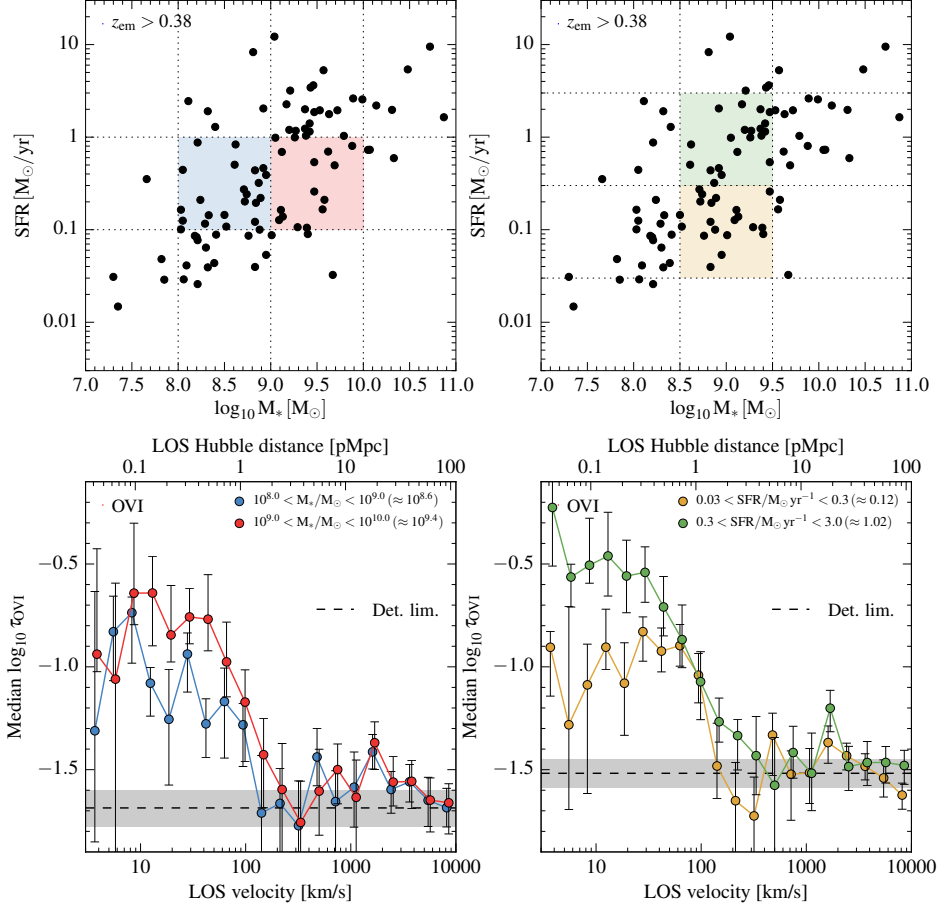 z_em > 0.38
10
1
0.1
0.01
SFR [M⊙/yr]
7.0 7.5 8.0 8.5 9.0 9.5 10.0 10.5 11.0
log₁₀ M∗ [M⊙]
z_em > 0.38
10
1
0.1
0.01
SFR [M⊙/yr]
7.0 7.5 8.0 8.5 9.0 9.5 10.0 10.5 11.0
log₁₀ M∗ [M⊙]
LOS Hubble distance [pMpc]
0.1 1 10 100
OVI
10^8.0 < M∗/M⊙ < 10^9.0 (≈ 10^8.6)
10^9.0 < M∗/M⊙ < 10^10.0 (≈ 10^9.4)
Det. lim.
−0.5
−1.0
−1.5
Median log₁₀ τ_OVI
10 100 1000 10000
LOS velocity [km/s]
LOS Hubble distance [pMpc]
0.1 1 10 100
OVI
0.03 < SFR/M⊙ yr⁻¹ < 0.3 (≈ 0.12)
0.3 < SFR/M⊙ yr⁻¹ < 3.0 (≈ 1.02)
Det. lim.
−0.5
−1.0
−1.5
Median log₁₀ τ_OVI
10 100 1000 10000
LOS velocity [km/s]